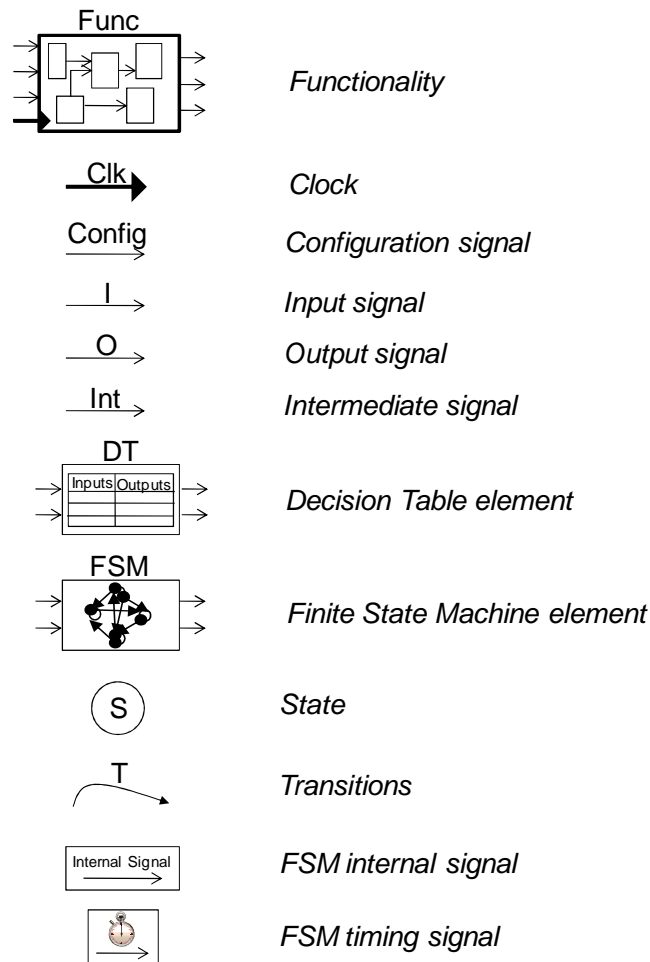 Func
Functionality
Clk
Clock
Config
Configuration signal
I
Input signal
O
Output signal
Int
Intermediate signal
DT
Inputs Outputs
Decision Table element
FSM
Finite State Machine element
S
State
T
Transitions
Internal Signal
FSM internal signal
FSM timing signal